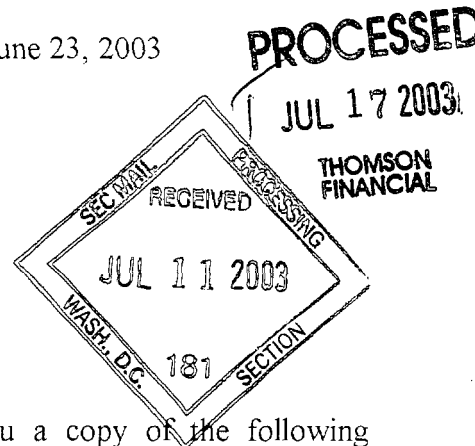 une 23, 2003
PROCESSED
JUL 17 2003
THOMSON
FINANCIAL
SEC MAIL
PROCESSING
RECEIVED
JUL 11 2003
WASH., D.C.
181
SECTION
u a copy of the following